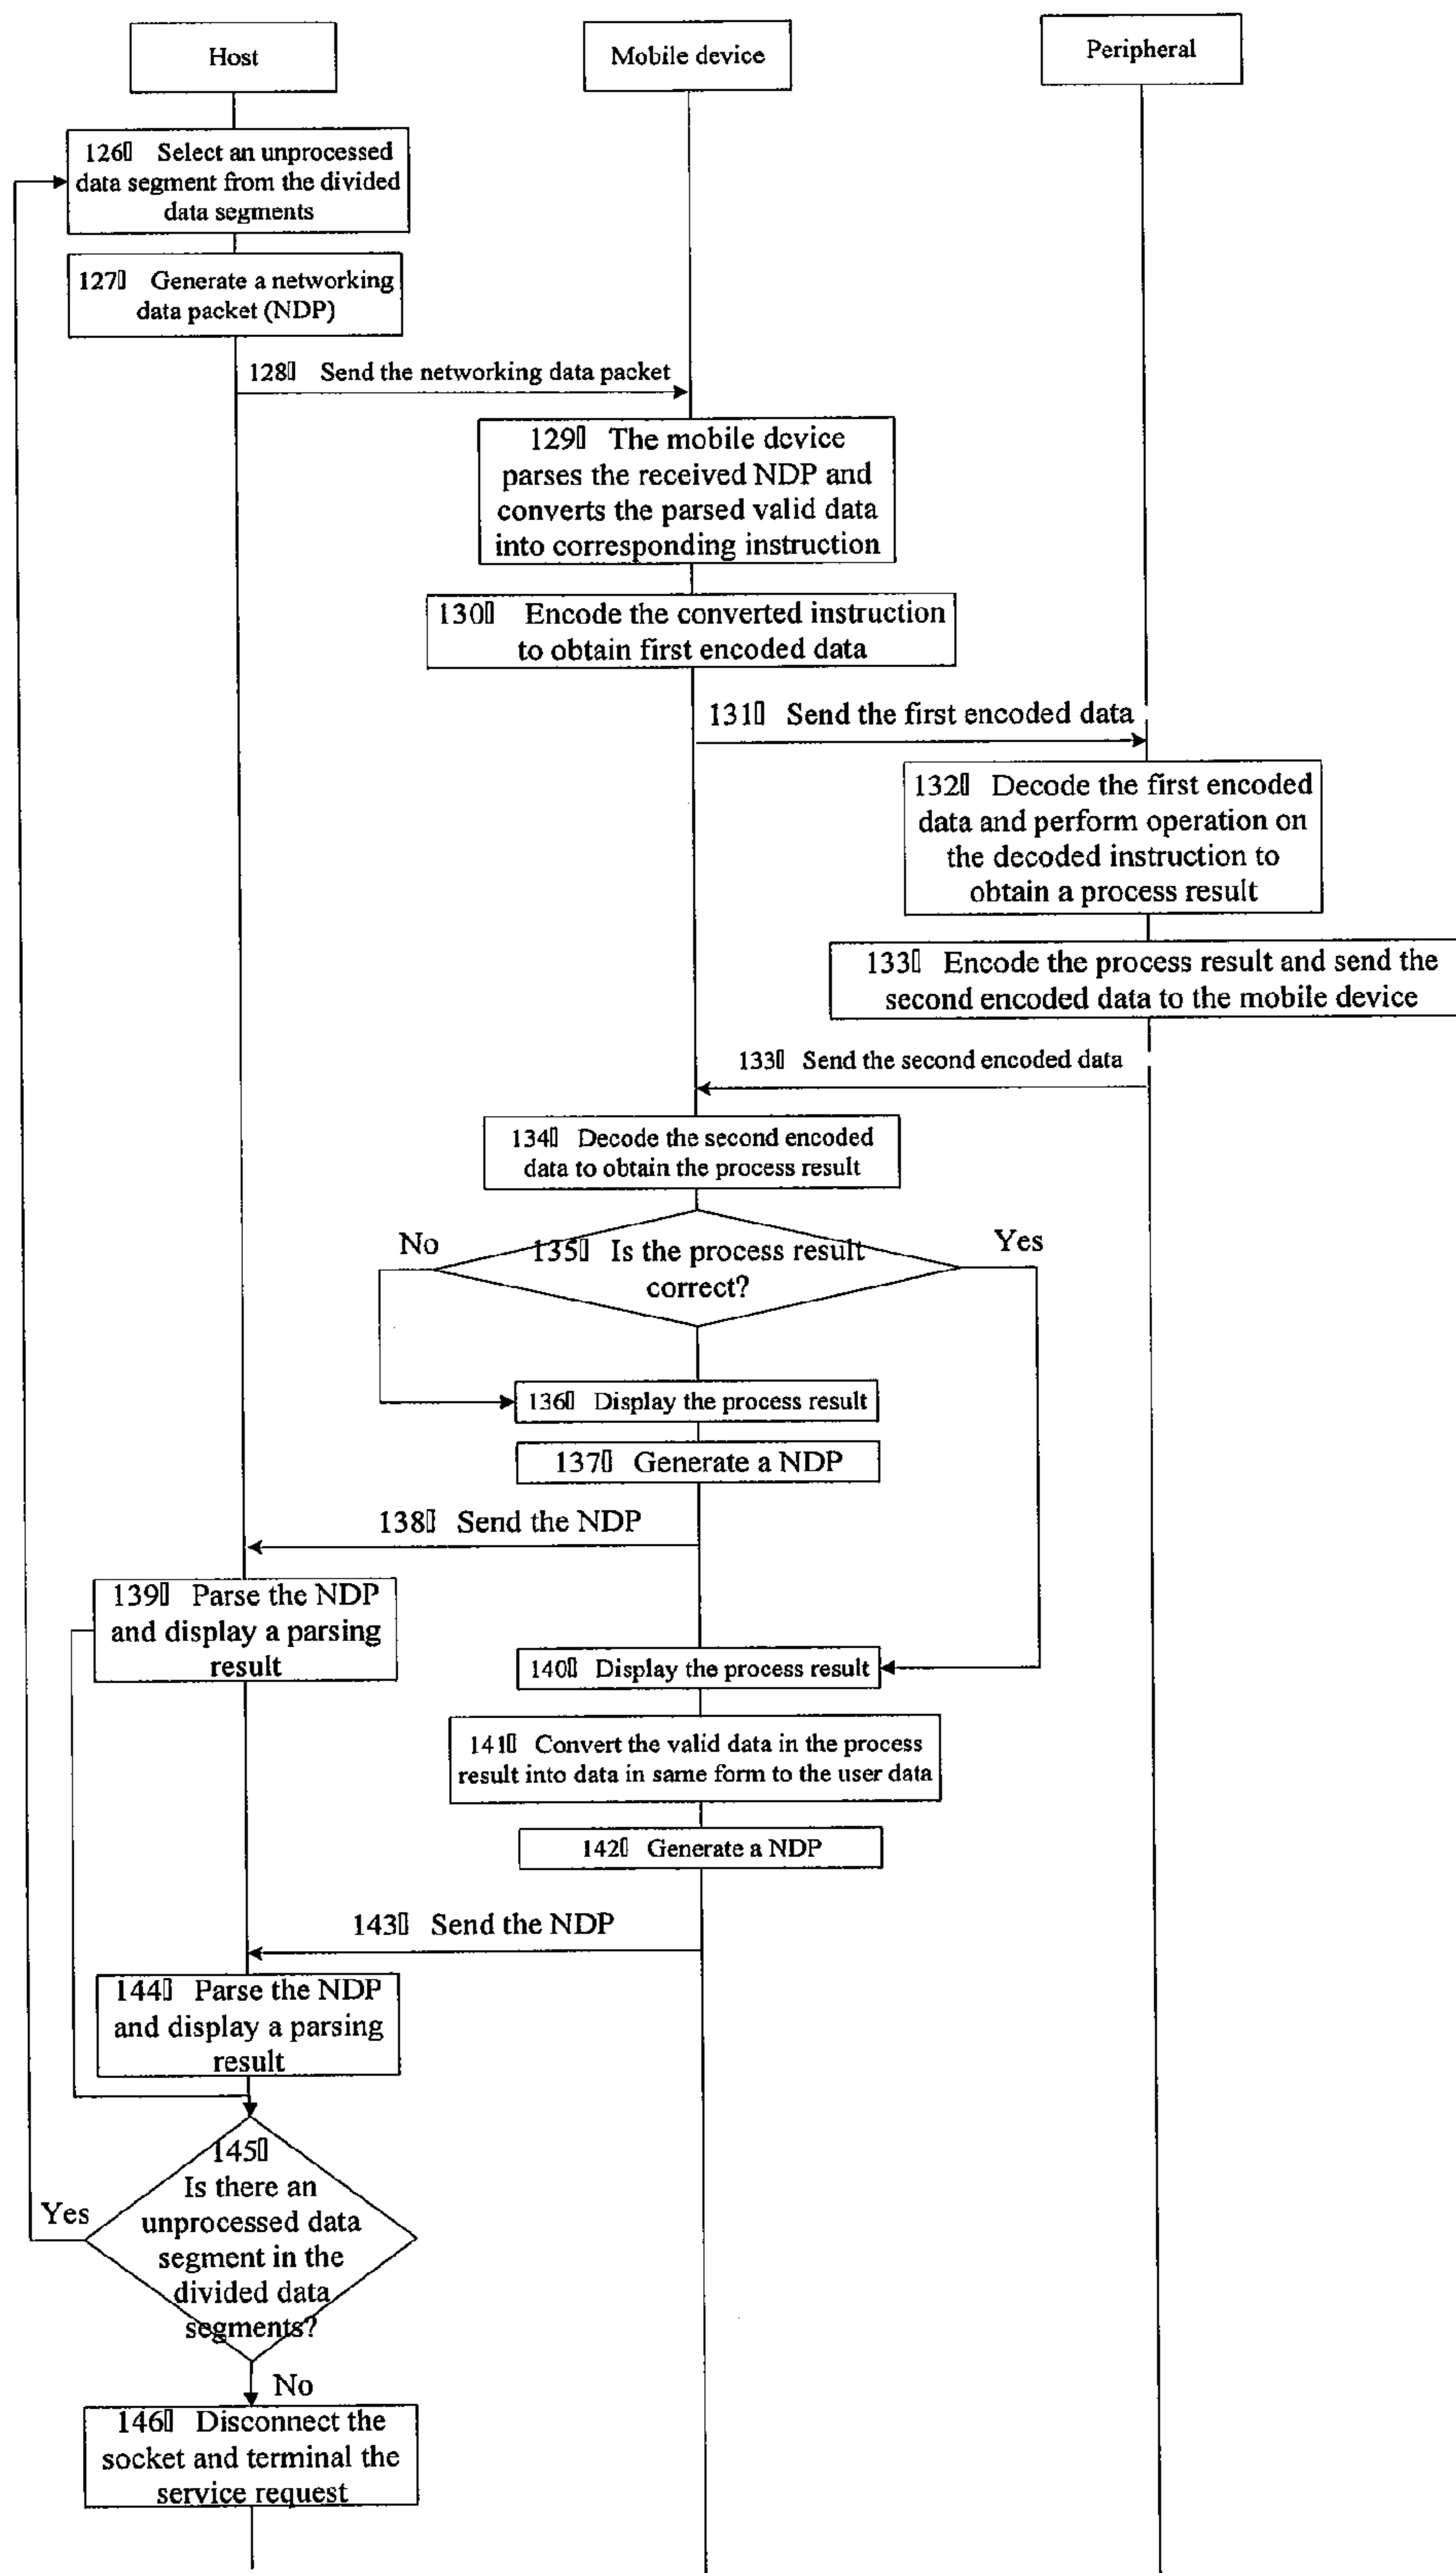 Host
Mobile device
Peripheral
126▯ Select an unprocessed
data segment from the divided
data segments
127▯ Generate a networking
data packet (NDP)
128▯ Send the networking data packet
129▯ The mobile device
parses the received NDP and
converts the parsed valid data
into corresponding instruction
130▯ Encode the converted instruction
to obtain first encoded data
131▯ Send the first encoded data
132▯ Decode the first encoded
data and perform operation on
the decoded instruction to
obtain a process result
133▯ Encode the process result and send the
second encoded data to the mobile device
133▯ Send the second encoded data
134▯ Decode the second encoded
data to obtain the process result
No
135▯ Is the process result
correct?
Yes
136▯ Display the process result
137▯ Generate a NDP
138▯ Send the NDP
139▯ Parse the NDP
and display a parsing
result
140▯ Display the process result
141▯ Convert the valid data in the process
result into data in same form to the user data
142▯ Generate a NDP
143▯ Send the NDP
144▯ Parse the NDP
and display a parsing
result
145▯
Is there an
unprocessed data
segment in the
divided data
segments?
Yes
No
146▯ Disconnect the
socket and terminal the
service request